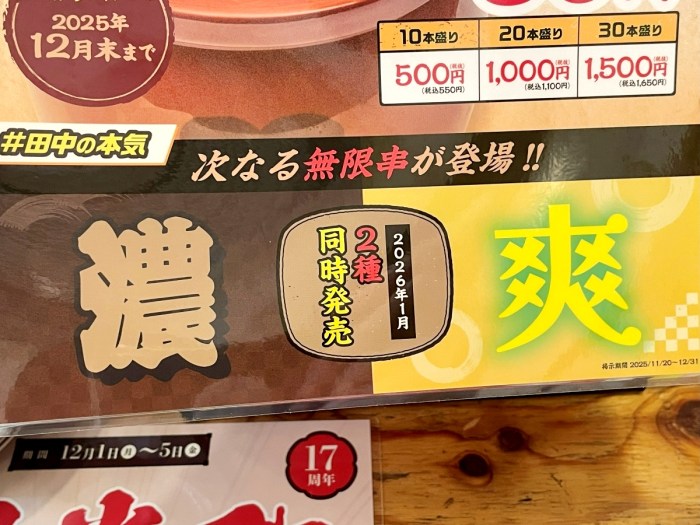 2025年
12月末まで
10本盛り
20本盛り
30本盛り
500円(税抜)
(税込550円)
1,000円(税抜)
(税込1,100円)
1,500円(税抜)
(税込1,650円)
#田中の本気
次なる無限串が登場!!
濃
2026年1月
2種
同時発売
爽
掲示期間 2025/11/20~12/31
期間 12月1日(月)~5日(金)
17
周年